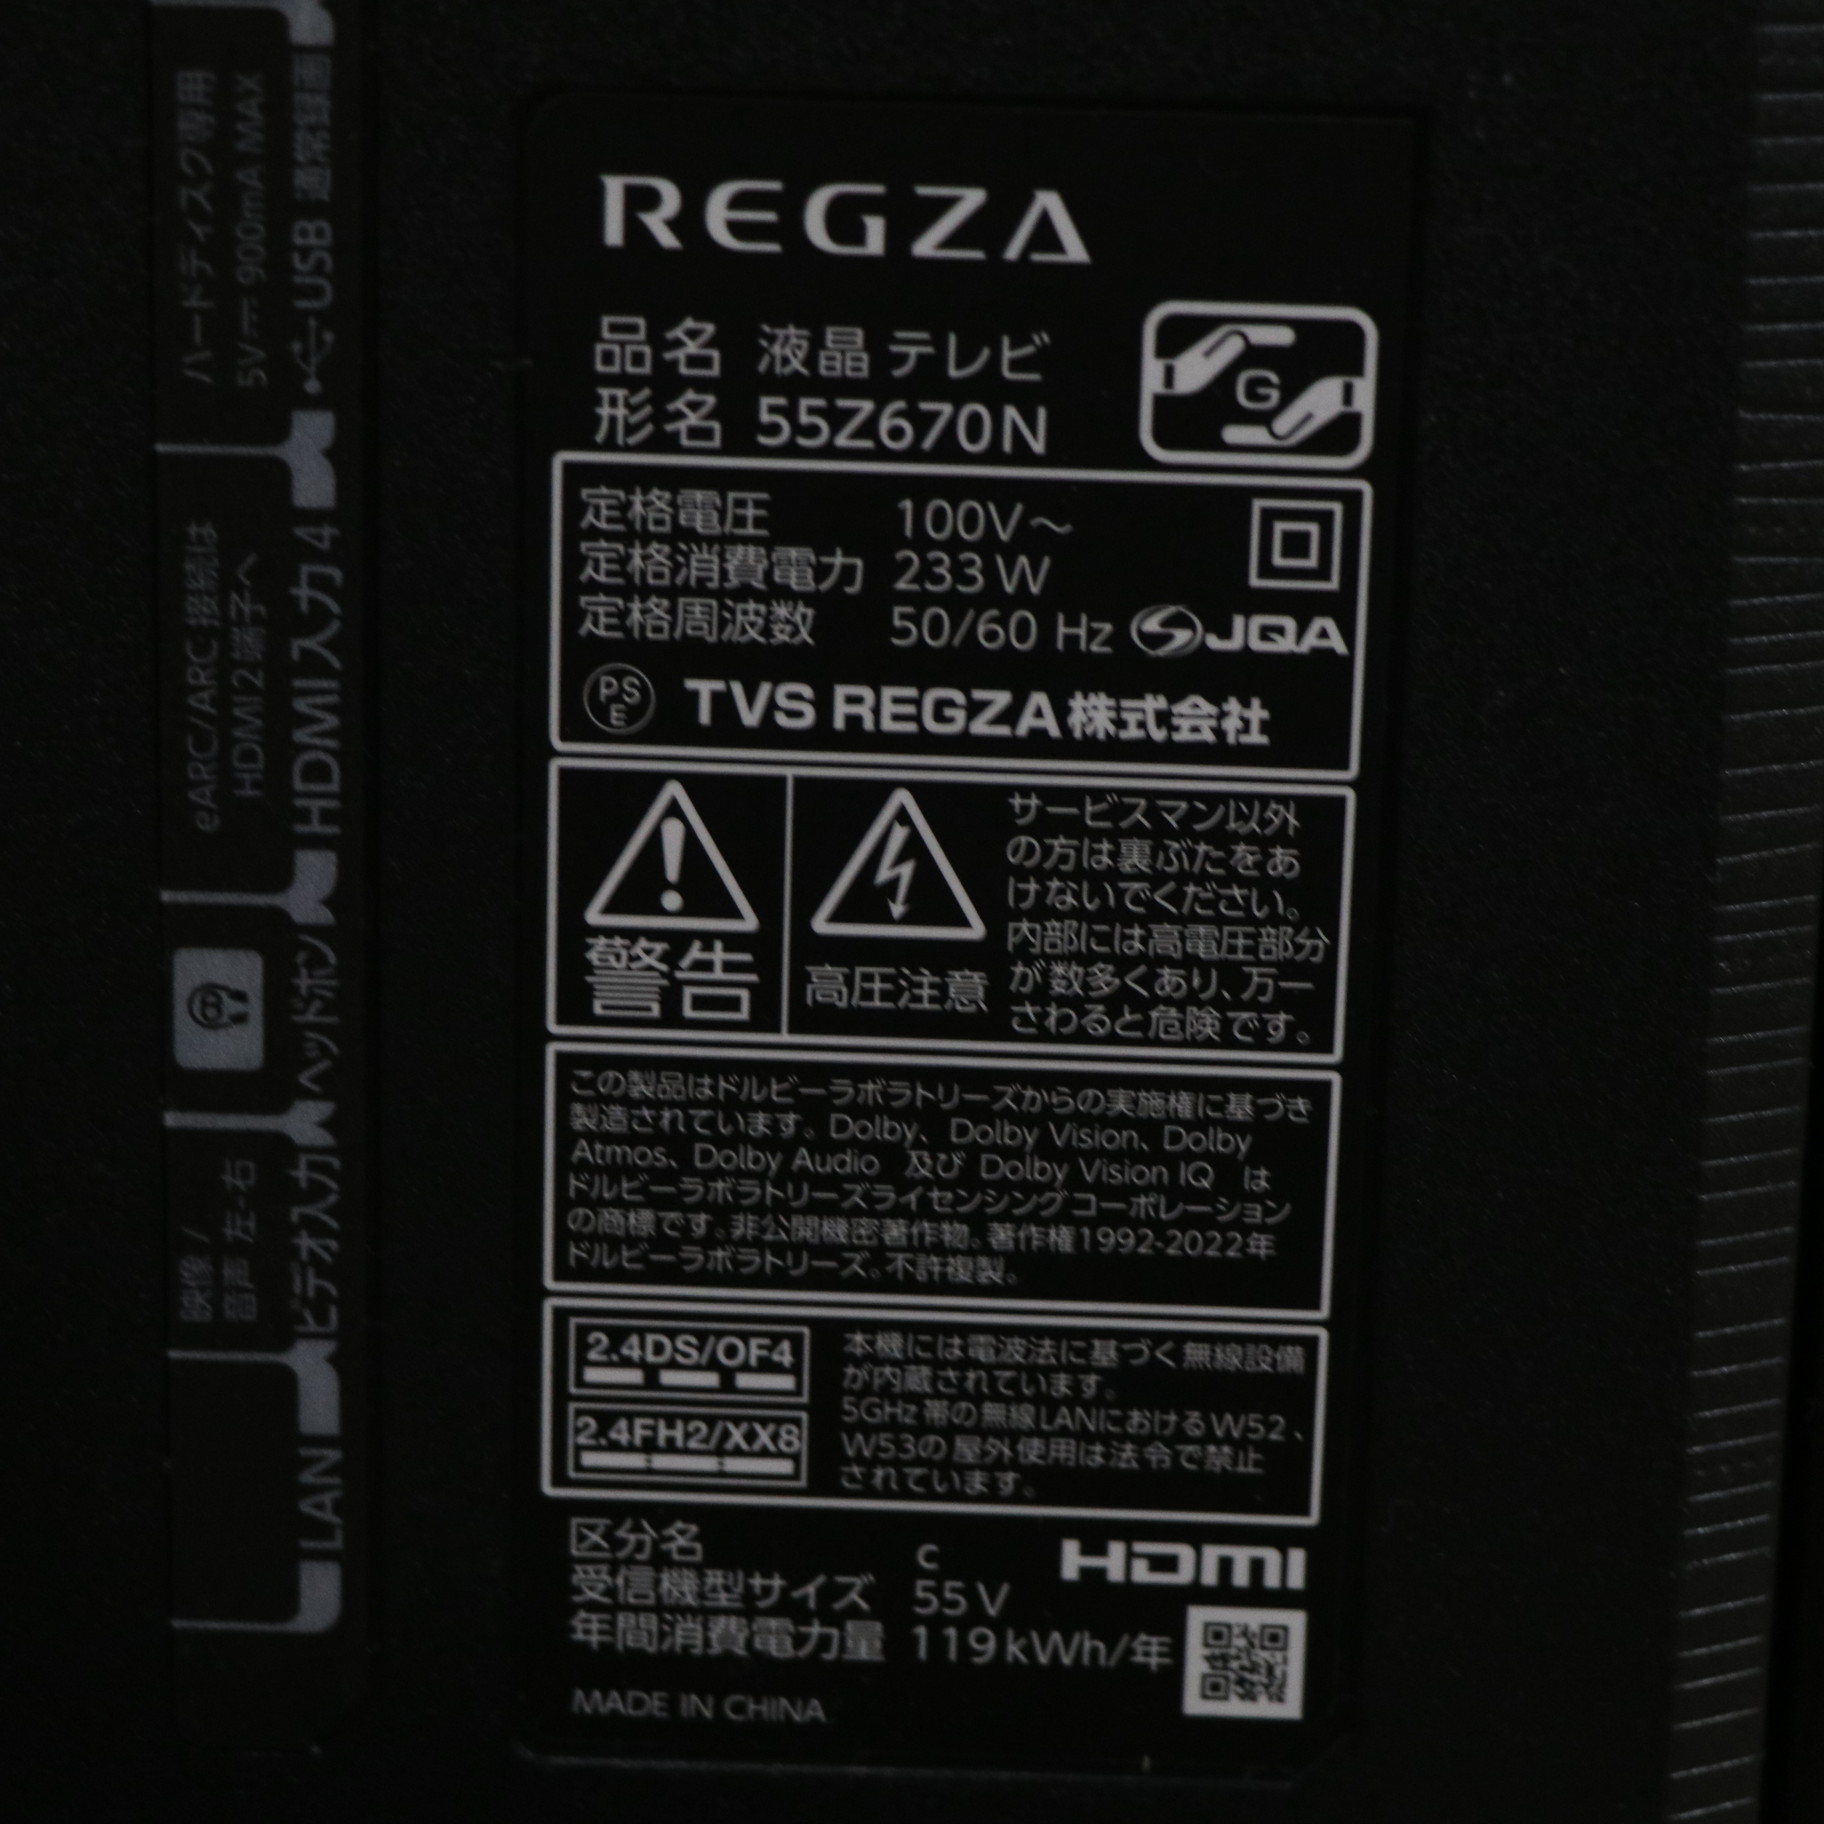 ハードディスク専用
5V⎓900mA MAX
USB 通常録画
eARC/ARC 接続は
HDMI2端子へ
HDMI入力4
ヘッドホン
映像 /
音声 左-右
ビデオ入力
LAN
REGZA
品名 液晶テレビ
形名 55Z670N
G
定格電圧 100V～
定格消費電力 233W
定格周波数 50/60 Hz JQA
PSE TVS REGZA株式会社
警告
高圧注意
サービスマン以外
の方は裏ぶたをあ
けないでください。
内部には高電圧部分
が数多くあり、万一
さわると危険です。
この製品はドルビーラボラトリーズからの実施権に基づき
製造されています。Dolby、Dolby Vision、Dolby
Atmos、Dolby Audio 及び Dolby Vision IQ は
ドルビーラボラトリーズライセンシングコーポレーション
の商標です。非公開機密著作物。著作権1992-2022年
ドルビーラボラトリーズ。不許複製。
2.4DS/OF4
2.4FH2/XX8
本機には電波法に基づく無線設備
が内蔵されています。
5GHz帯の無線LANにおけるW52、
W53の屋外使用は法令で禁止
されています。
区分名 C
受信機型サイズ 55V
年間消費電力量 119kWh/年
HDMI
MADE IN CHINA